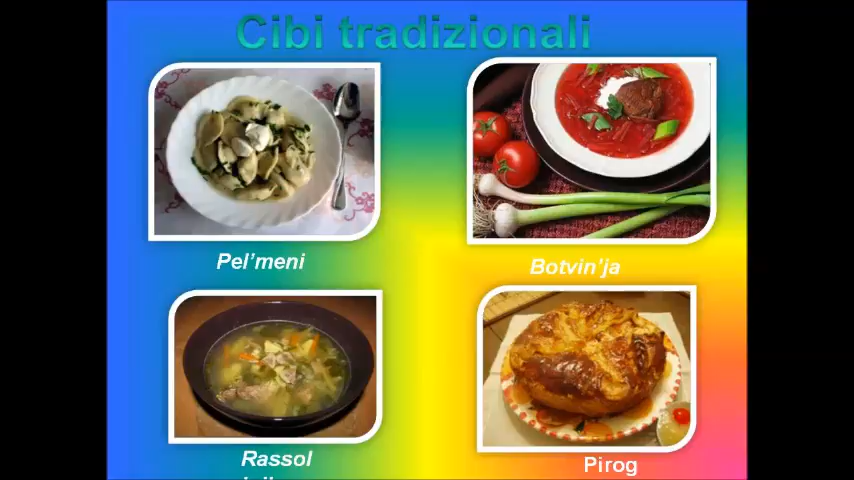 Cibi tradizionali
Pel’meni
Botvin’ja
Rassol
Pirog